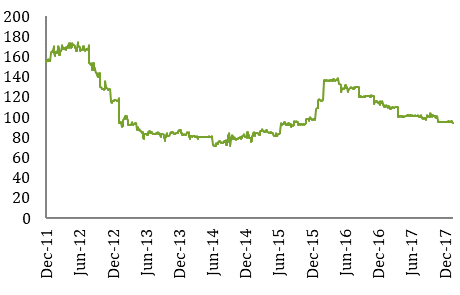 200
180
160
140
120
100
80
60
40
20
0
Dec-11
Jun-12
Dec-12
Jun-13
Dec-13
Jun-14
Dec-14
Jun-15
Dec-15
Jun-16
Dec-16
Jun-17
Dec-17